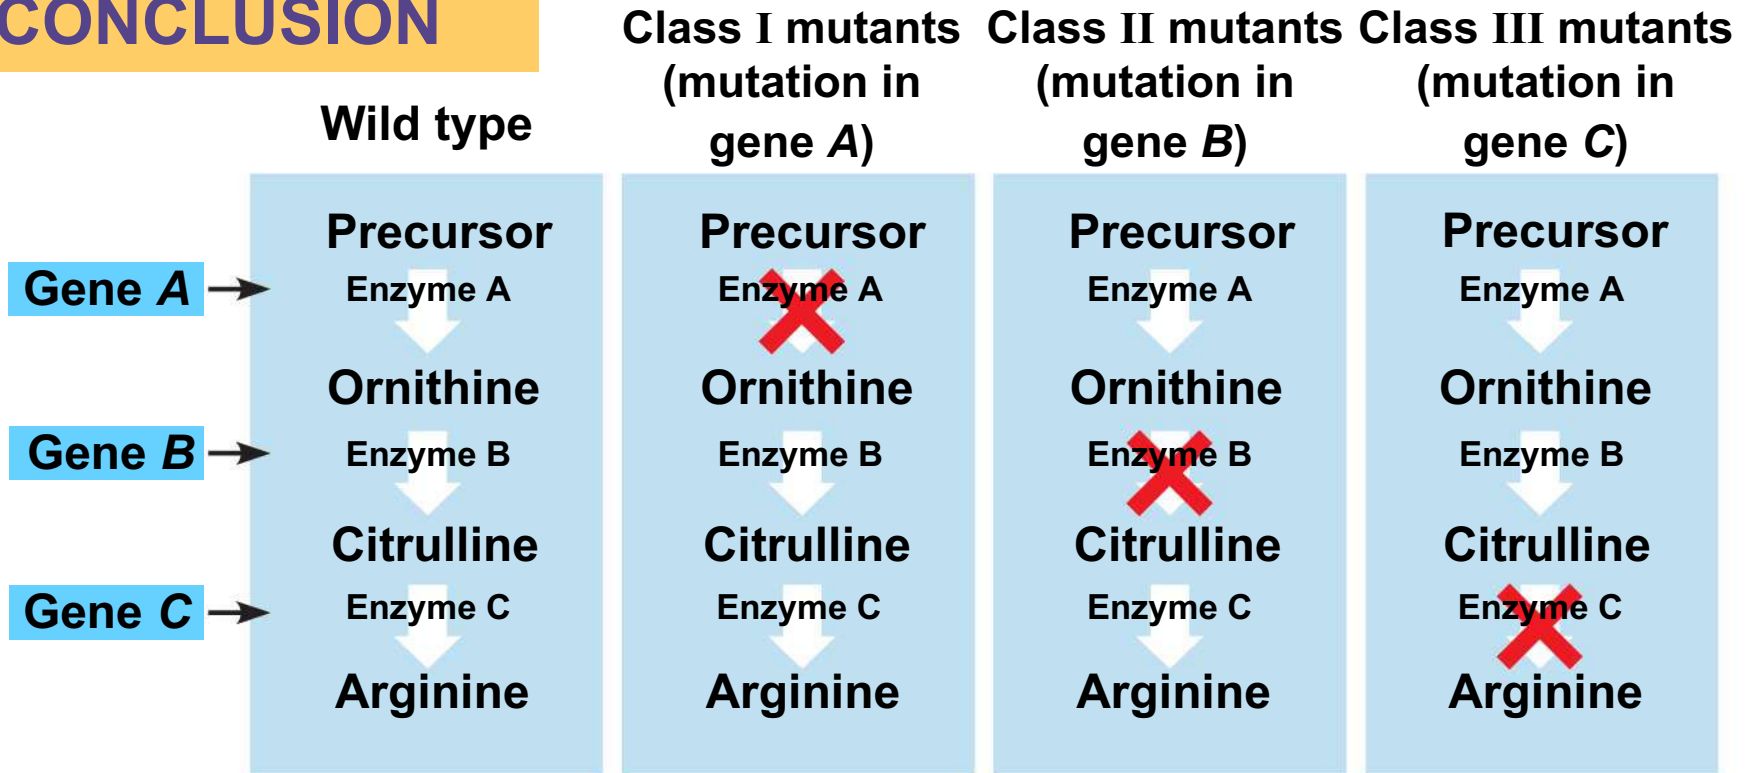 CONCLUSION
Wild type
Class I mutants
(mutation in
gene A)
Class II mutants
(mutation in
gene B)
Class III mutants
(mutation in
gene C)
Gene A
Gene B
Gene C
Precursor
Enzyme A
Ornithine
Enzyme B
Citrulline
Enzyme C
Arginine
Precursor
Enzyme A
Ornithine
Enzyme B
Citrulline
Enzyme C
Arginine
Precursor
Enzyme A
Ornithine
Enzyme B
Citrulline
Enzyme C
Arginine
Precursor
Enzyme A
Ornithine
Enzyme B
Citrulline
Enzyme C
Arginine